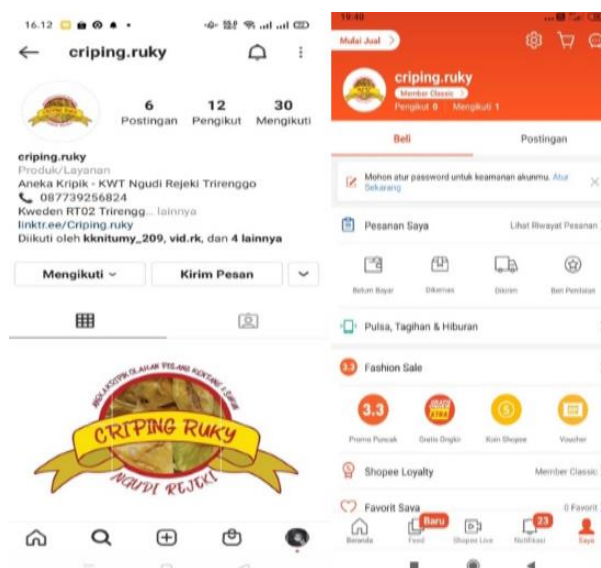 16.12
criping.ruky
6 12 30
Postingan Pengikut Mengikuti
criping.ruky
Produk/Layanan
Aneka Kripik - KWT Ngudi Rejeki Trirenggo
087739256824
Kweden RT02 Trirengg... lainnya
linktr.ee/Criping.ruky
Diikuti oleh kknitumy_209, vid.rk, dan 4 lainnya
Mengikuti Kirim Pesan
CRIPING RUKY
NGUDI REJEKI
19:40
Mulai Jual >
criping.ruky
Member Classic >
Pengikut 0 Mengikuti 1
Beli Postingan
Mohon atur password untuk keamanan akunmu. Atur
Sekarang
Pesanan Saya Lihat Riwayat Pesanan
Belum Bayar Dikemas Dikirim Beri Penilaian
Pulsa, Tagihan & Hiburan
3.3 Fashion Sale
3.3 GRATIS ONGKIR XTRA
Promo Puncak Gratis Ongkir Koin Shopee Voucher
Shopee Loyalty Member Classic
Favorit Saya 0 Favorit
Baru 23
Beranda Feed Shopee Live Notifikasi Saya